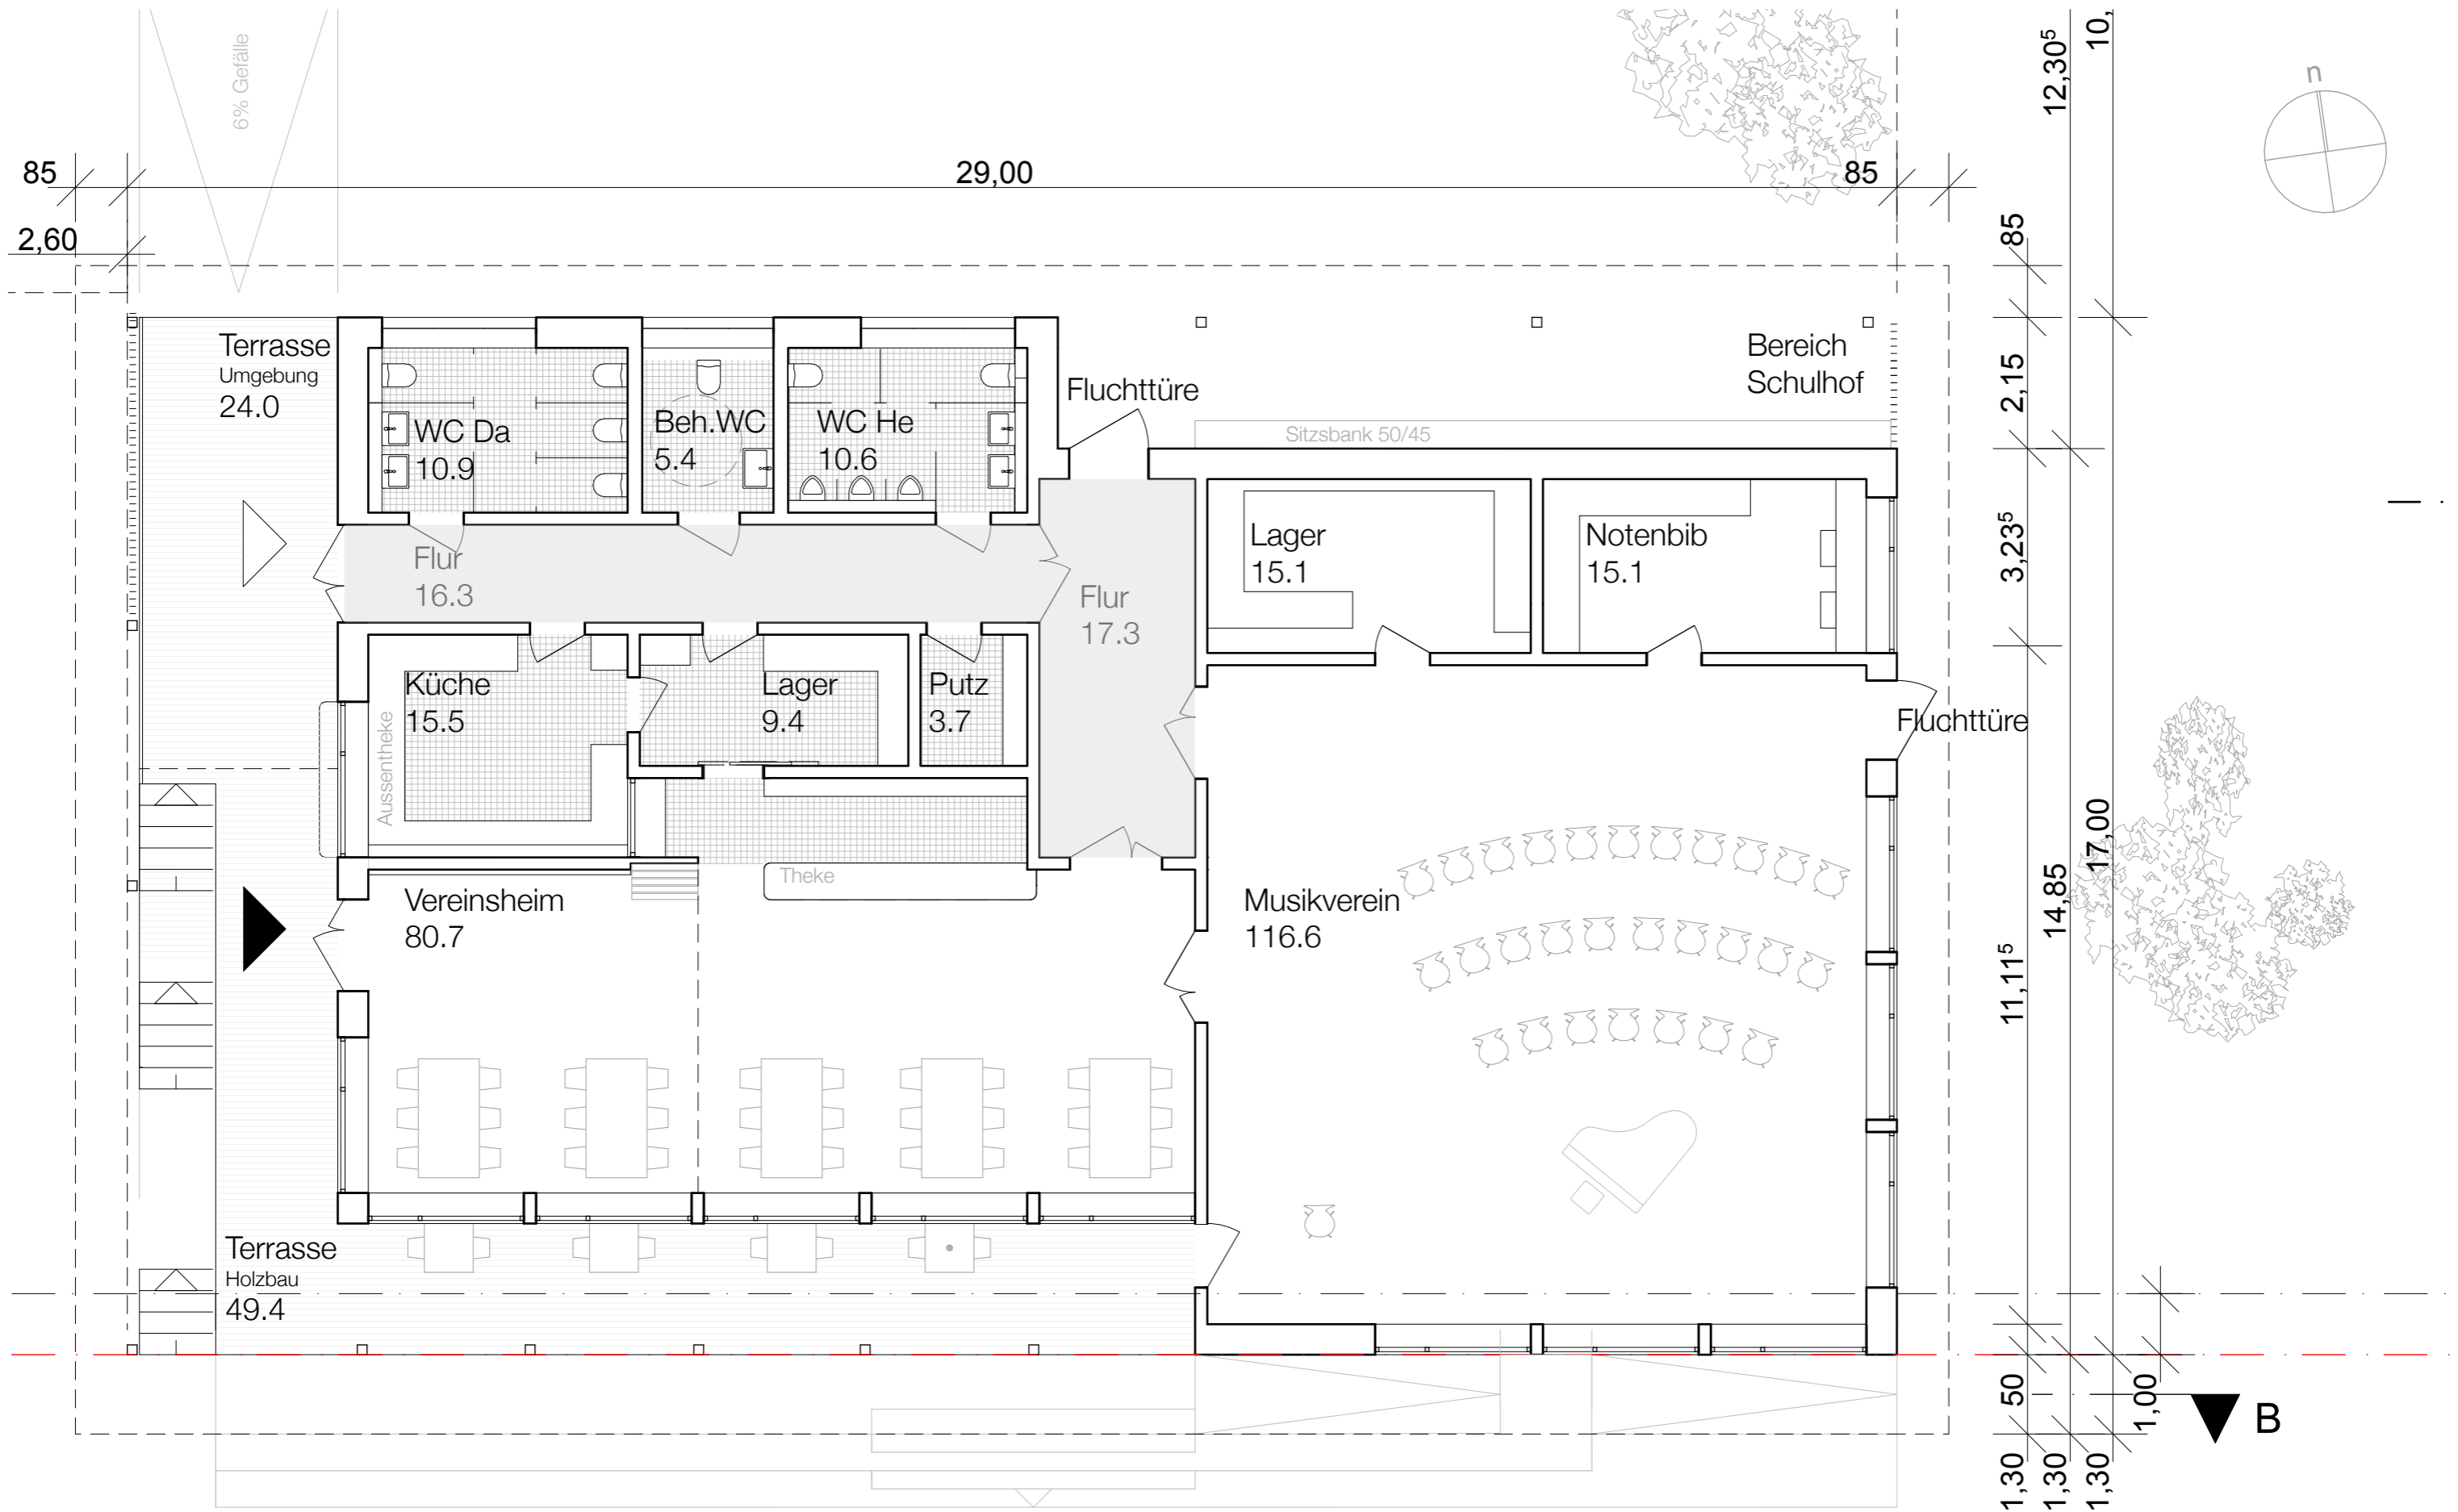 6% Gefälle
12,30⁵
10,
n
85
29,00
85
2,60
85
Terrasse
Umgebung
24.0
WC Da
10.9
Beh.WC
5.4
WC He
10.6
Fluchttüre
Bereich
Schulhof
2,15
Sitzsbank 50/45
Flur
16.3
Flur
17.3
Lager
15.1
Notenbib
15.1
3,23⁵
Küche
15.5
Aussentheke
Lager
9.4
Putz
3.7
Fluchttüre
Theke
Vereinsheim
80.7
Musikverein
116.6
11,11⁵
14,85
17,00
Terrasse
Holzbau
49.4
50
1,00
B
1,30
1,30
1,30